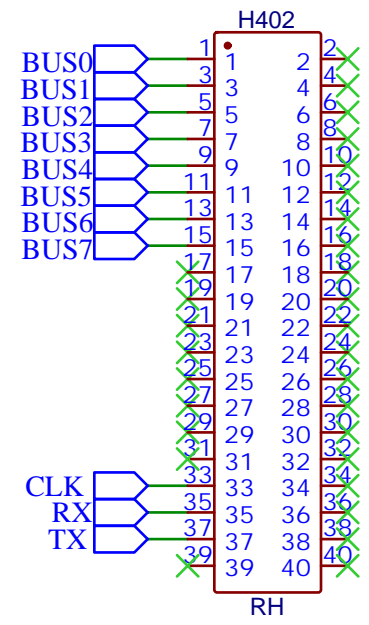 H402
BUS0 1 1 2 2
BUS1 3 3 4 4
BUS2 5 5 6 6
BUS3 7 7 8 8
BUS4 9 9 10 10
BUS5 11 11 12 12
BUS6 13 13 14 14
BUS7 15 15 16 16
17 17 18 18
19 19 20 20
21 21 22 22
23 23 24 24
25 25 26 26
27 27 28 28
29 29 30 30
31 31 32 32
CLK 33 33 34 34
RX 35 35 36 36
TX 37 37 38 38
39 39 40 40
RH